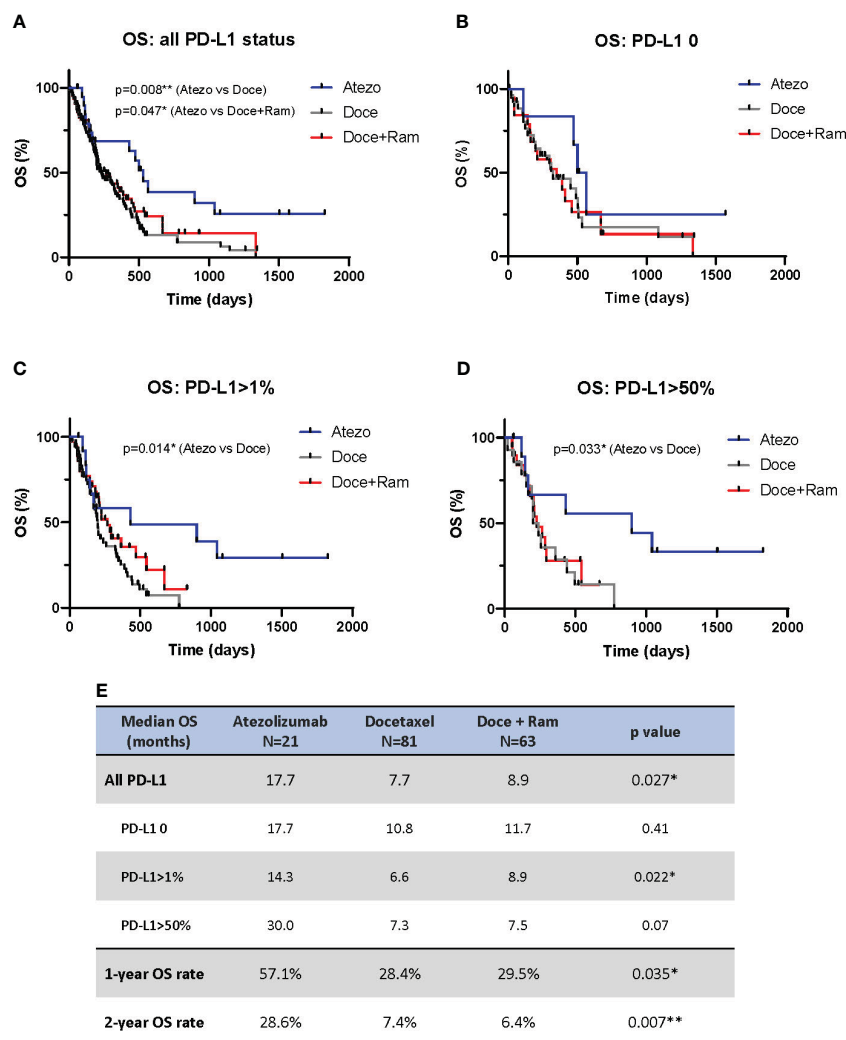 A
OS: all PD-L1 status
p=0.008** (Atezo vs Doce)
p=0.047* (Atezo vs Doce+Ram)
Atezo
Doce
Doce+Ram
OS (%)
100
50
0
0 500 1000 1500 2000
Time (days)
B
OS: PD-L1 0
Atezo
Doce
Doce+Ram
OS (%)
100
50
0
0 500 1000 1500 2000
Time (days)
C
OS: PD-L1>1%
p=0.014* (Atezo vs Doce)
Atezo
Doce
Doce+Ram
OS (%)
100
50
0
0 500 1000 1500 2000
Time (days)
D
OS: PD-L1>50%
p=0.033* (Atezo vs Doce)
Atezo
Doce
Doce+Ram
OS (%)
100
50
0
0 500 1000 1500 2000
Time (days)
E
Median OS (months) Atezolizumab N=21 Docetaxel N=81 Doce + Ram N=63 p value
All PD-L1 17.7 7.7 8.9 0.027*
PD-L1 0 17.7 10.8 11.7 0.41
PD-L1>1% 14.3 6.6 8.9 0.022*
PD-L1>50% 30.0 7.3 7.5 0.07
1-year OS rate 57.1% 28.4% 29.5% 0.035*
2-year OS rate 28.6% 7.4% 6.4% 0.007**